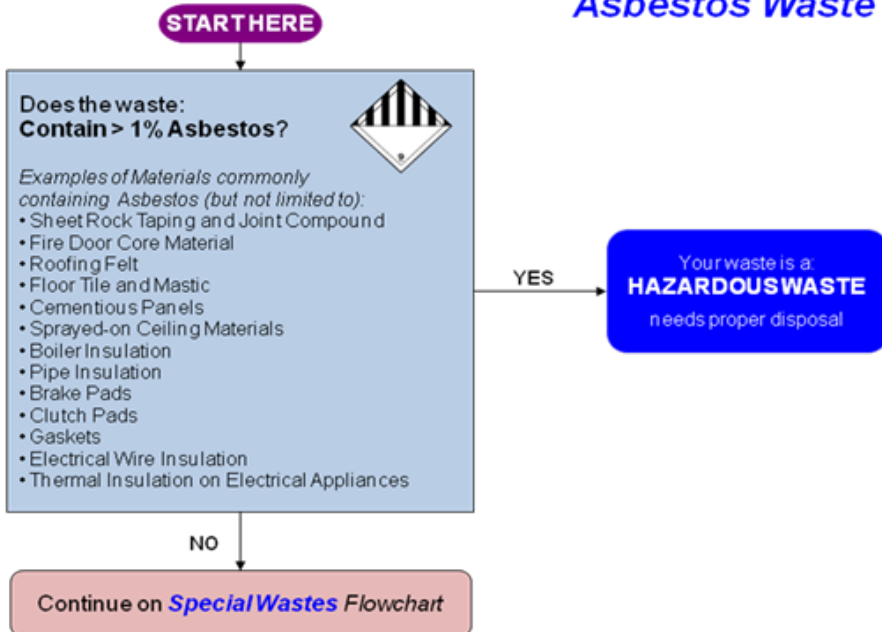 Asbestos Waste
START HERE
Does the waste:
Contain > 1% Asbestos?
9
Examples of Materials commonly
containing Asbestos (but not limited to):
• Sheet Rock Taping and Joint Compound
• Fire Door Core Material
• Roofing Felt
• Floor Tile and Mastic
• Cementious Panels
• Sprayed-on Ceiling Materials
• Boiler Insulation
• Pipe Insulation
• Brake Pads
• Clutch Pads
• Gaskets
• Electrical Wire Insulation
• Thermal Insulation on Electrical Appliances
YES
Your waste is a:
HAZARDOUS WASTE
needs proper disposal
NO
Continue on Special Wastes Flowchart